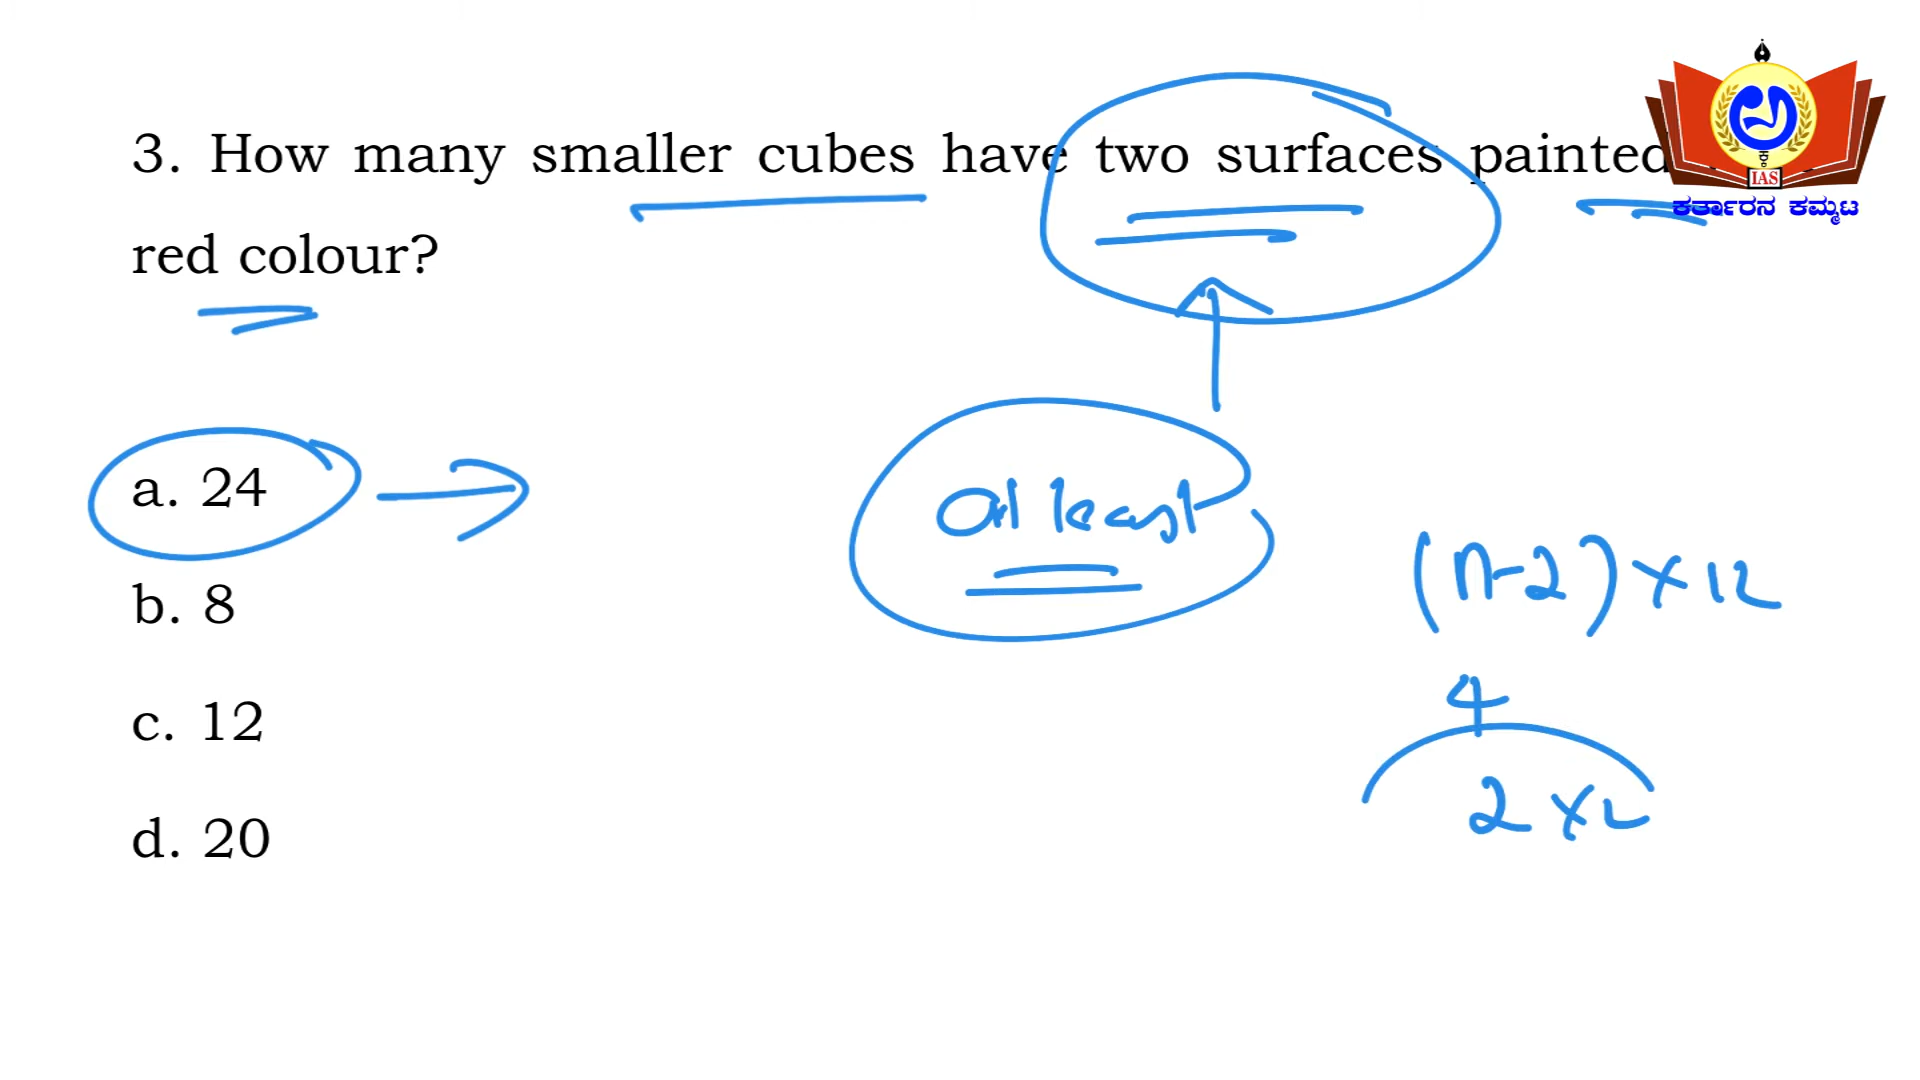 3. How many smaller cubes have two surfaces painted
red colour?
IAS
ಕರ್ತಾರನ ಕಮ್ಮಟ
a. 24
At least
(n-2) × 12
b. 8
4
c. 12
2 × 2
d. 20